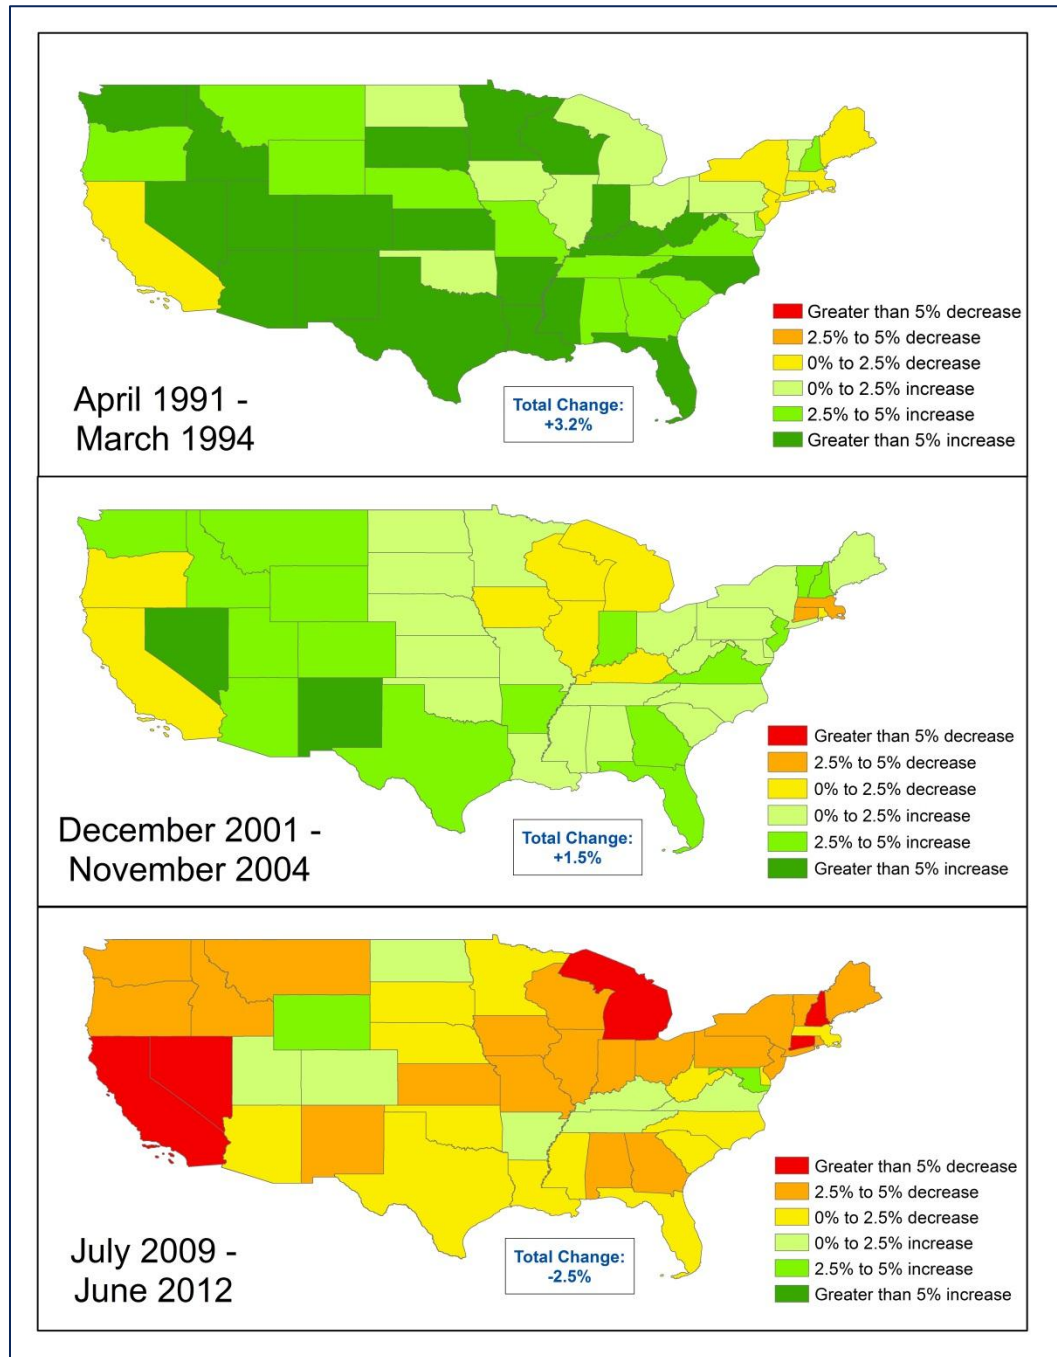 Greater than 5% decrease
2.5% to 5% decrease
0% to 2.5% decrease
0% to 2.5% increase
2.5% to 5% increase
Greater than 5% increase
April 1991 -
March 1994
Total Change:
+3.2%
Greater than 5% decrease
2.5% to 5% decrease
0% to 2.5% decrease
0% to 2.5% increase
2.5% to 5% increase
Greater than 5% increase
December 2001 -
November 2004
Total Change:
+1.5%
Greater than 5% decrease
2.5% to 5% decrease
0% to 2.5% decrease
0% to 2.5% increase
2.5% to 5% increase
Greater than 5% increase
July 2009 -
June 2012
Total Change:
-2.5%